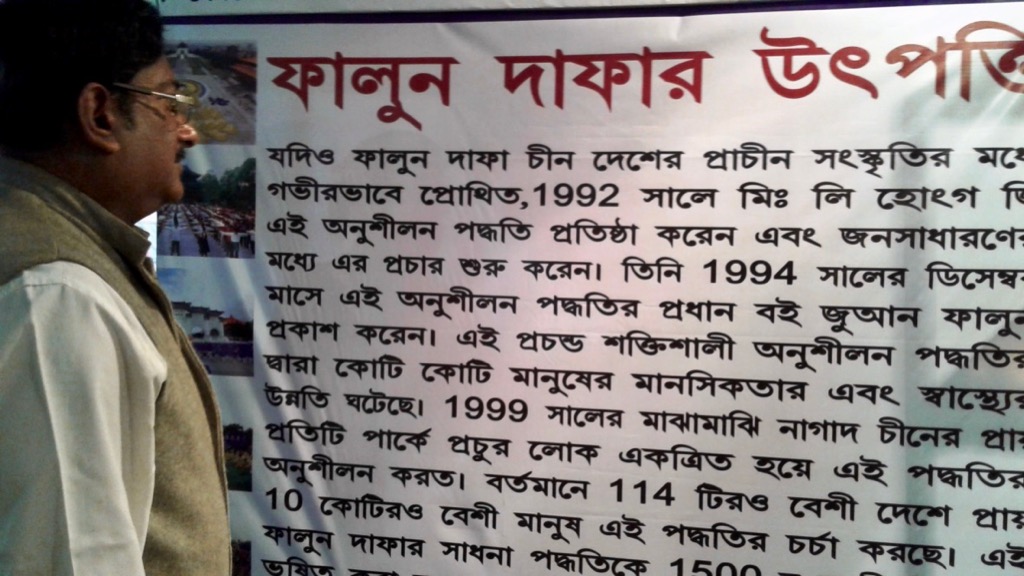 ফালুন দাফার উৎপত্তি
যদিও ফালুন দাফা চীন দেশের প্রাচীন সংস্কৃতির মধ্যে
গভীরভাবে প্রোথিত,1992 সালে মিঃ লি হোংগ
এই অনুশীলন পদ্ধতি প্রতিষ্ঠা করেন এবং জনসাধারণের
মধ্যে এর প্রচার শুরু করেন। তিনি 1994 সালের ডিসেম্বর
মাসে এই অনুশীলন পদ্ধতির প্রধান বই জুআন ফালুন
প্রকাশ করেন। এই প্রচন্ড শক্তিশালী অনুশীলন পদ্ধতির
দ্বারা কোটি কোটি মানুষের মানসিকতার এবং স্বাস্থ্যের
উন্নতি ঘটেছে। 1999 সালের মাঝামাঝি নাগাদ চীনের প্রায়
প্রতিটি পার্কে প্রচুর লোক একত্রিত হয়ে এই পদ্ধতির
অনুশীলন করত। বর্তমানে 114 টিরও বেশী দেশে প্রায়
10 কোটিরও বেশী মানুষ এই পদ্ধতির চর্চা করছে। এই
ফালুন দাফার সাধনা পদ্ধতিকে 1500